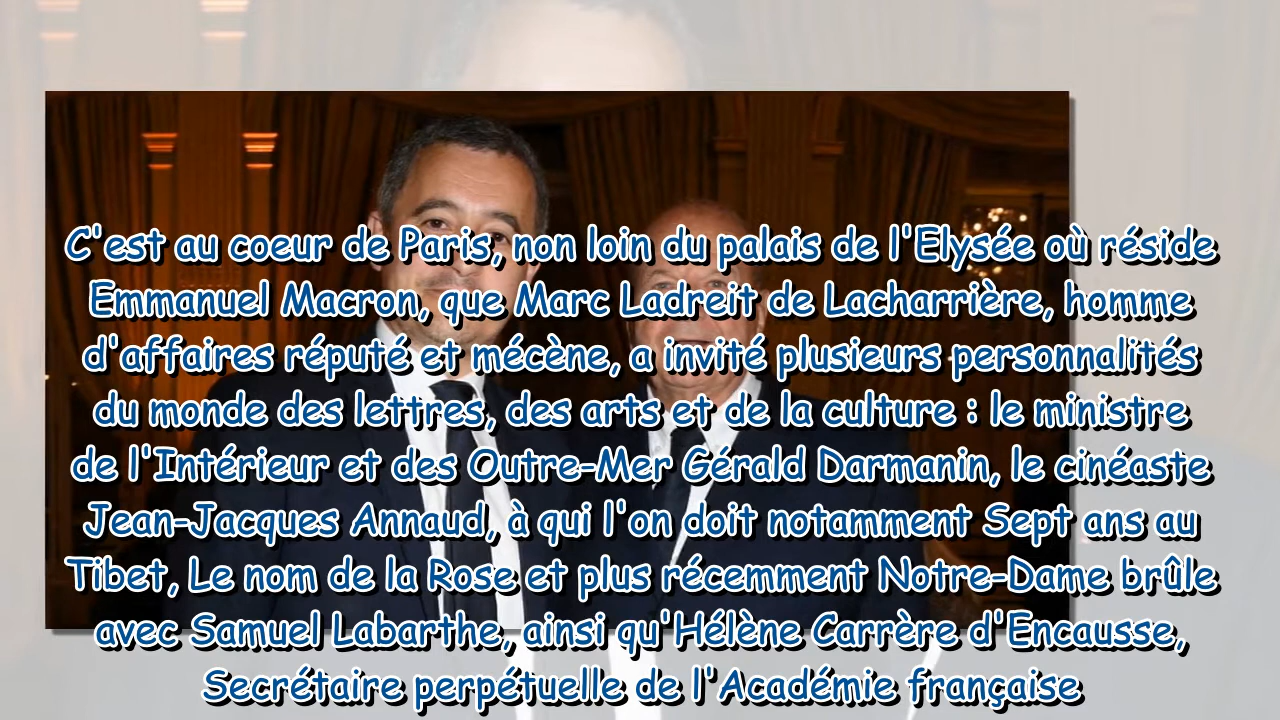 C'est au coeur de Paris, non loin du palais de l'Elysée où réside
Emmanuel Macron, que Marc Ladreit de Lacharrière, homme
d'affaires réputé et mécène, a invité plusieurs personnalités
du monde des lettres, des arts et de la culture : le ministre
de l'Intérieur et des Outre-Mer Gérald Darmanin, le cinéaste
Jean-Jacques Annaud, à qui l'on doit notamment Sept ans au
Tibet, Le nom de la Rose et plus récemment Notre-Dame brûle
avec Samuel Labarthe, ainsi qu'Hélène Carrère d'Encausse,
Secrétaire perpétuelle de l'Académie française